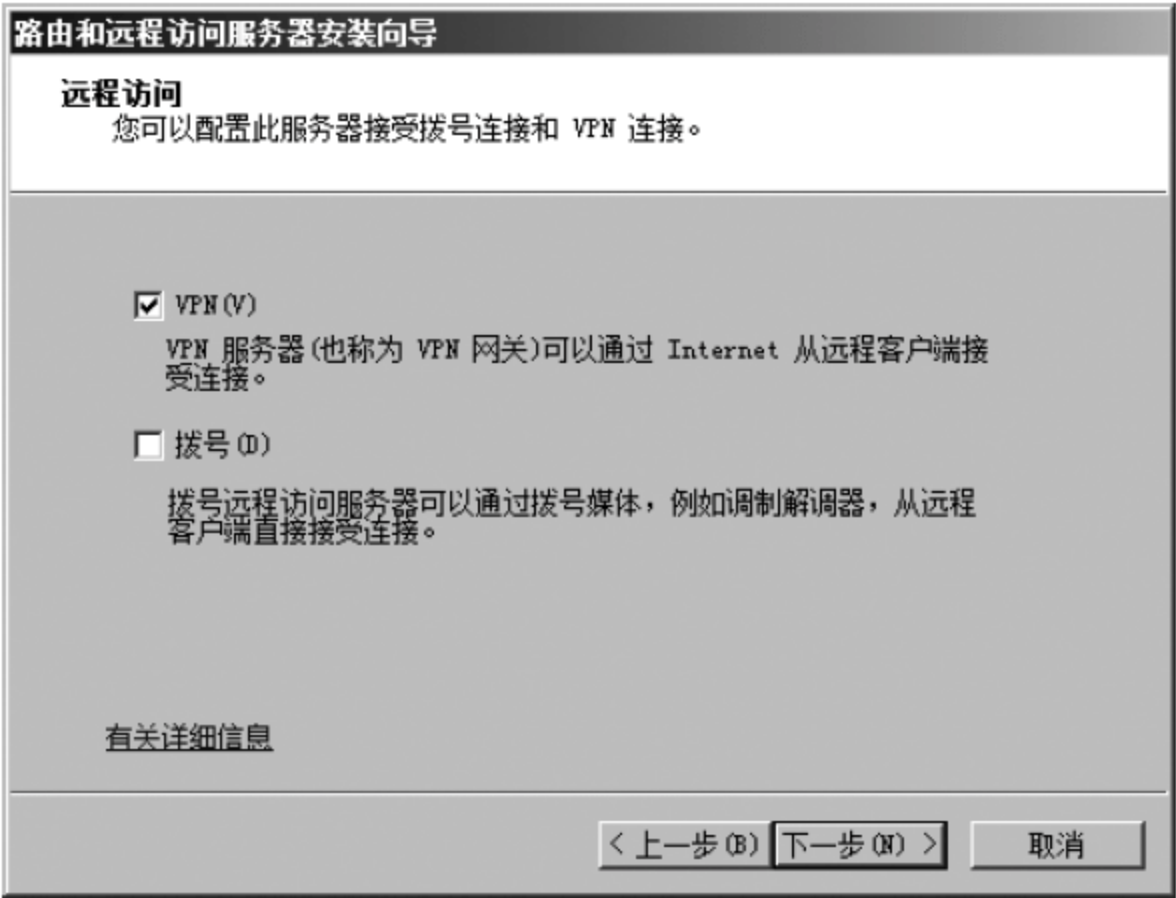 路由和远程访问服务器安装向导
远程访问
您可以配置此服务器接受拨号连接和 VPN 连接。
VPN(V)
VPN 服务器(也称为 VPN 网关)可以通过 Internet 从远程客户端接
受连接。
拨号(D)
拨号远程访问服务器可以通过拨号媒体，例如调制解调器，从远程
客户端直接接受连接。
有关详细信息
< 上一步(B) 下一步(N) > 取消